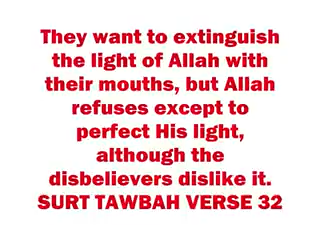 They want to extinguish
the light of Allah with
their mouths, but Allah
refuses except to
perfect His light,
although the
disbelievers dislike it.
SURT TAWBAH VERSE 32